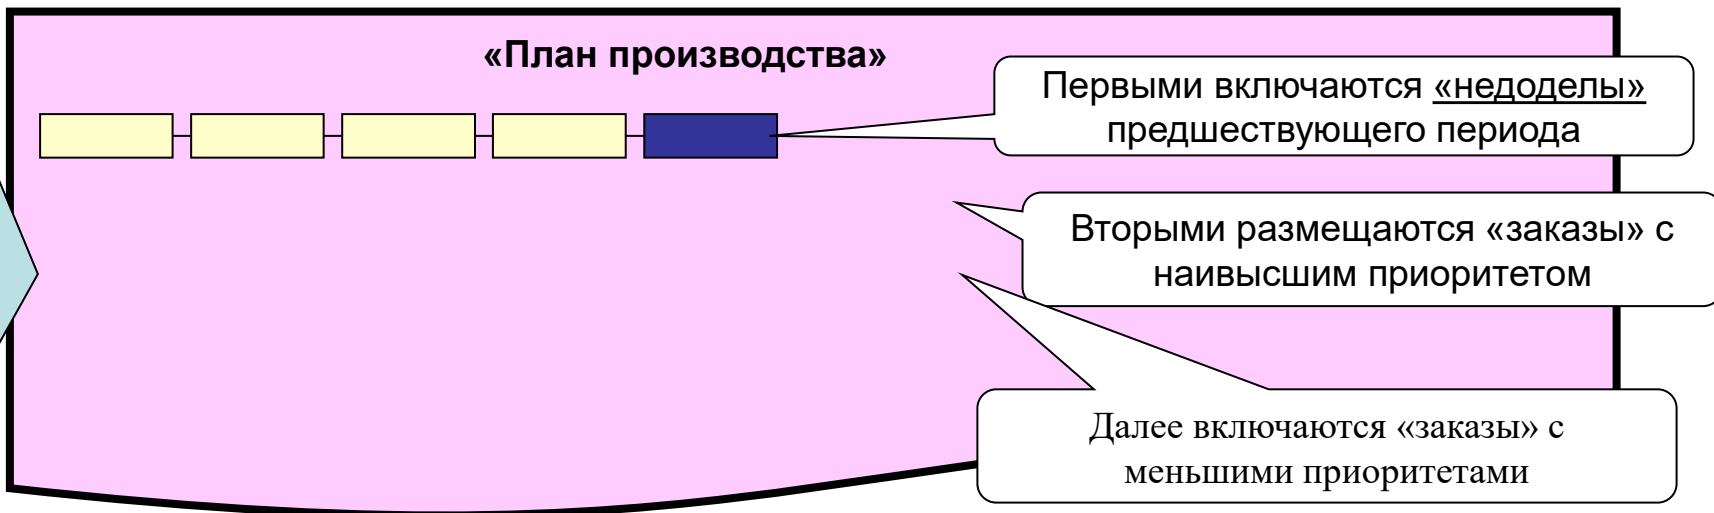 «План производства»
Первыми включаются «недоделы»
предшествующего периода
Вторыми размещаются «заказы» с
наивысшим приоритетом
Далее включаются «заказы» с
меньшими приоритетами